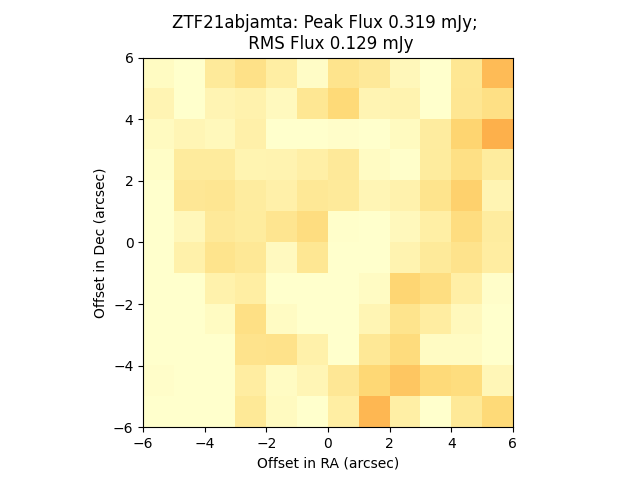 ZTF21abjamta: Peak Flux 0.319 mJy;
RMS Flux 0.129 mJy
6
4
2
0
−2
−4
−6
Offset in Dec (arcsec)
−6 −4 −2 0 2 4 6
Offset in RA (arcsec)